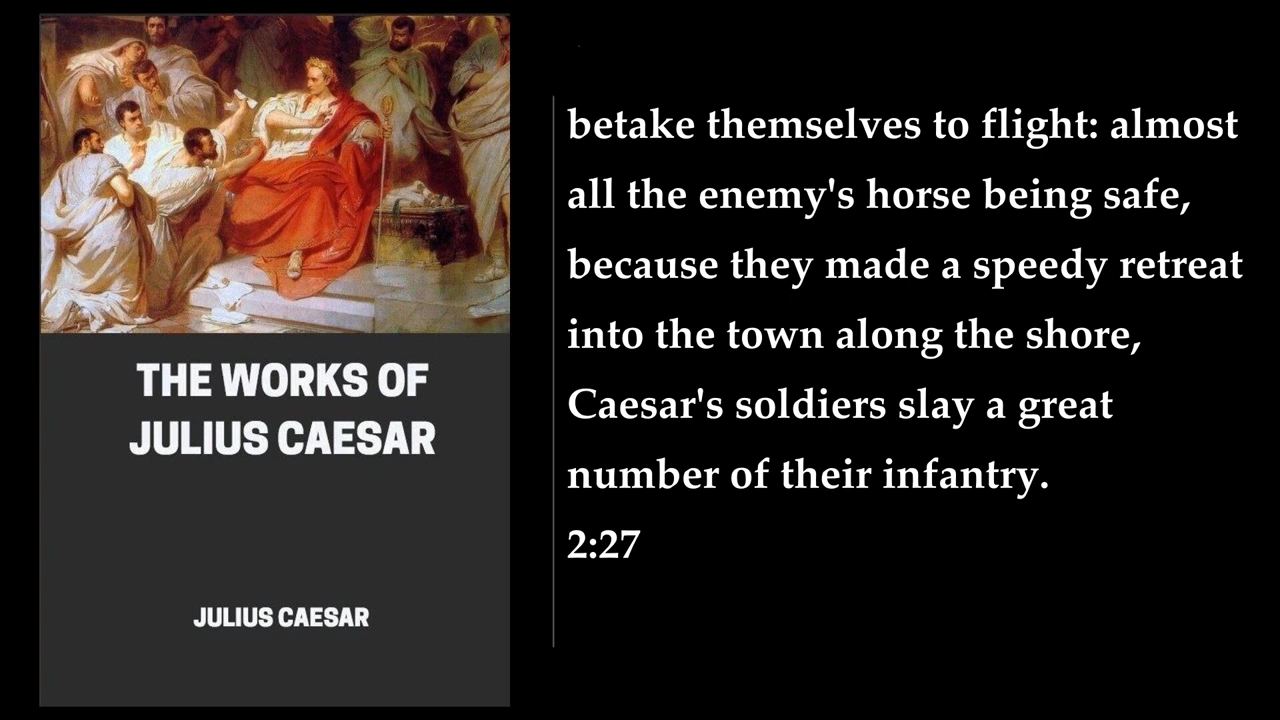 THE WORKS OF
JULIUS CAESAR
JULIUS CAESAR
betake themselves to flight: almost
all the enemy's horse being safe,
because they made a speedy retreat
into the town along the shore,
Caesar's soldiers slay a great
number of their infantry.
2:27